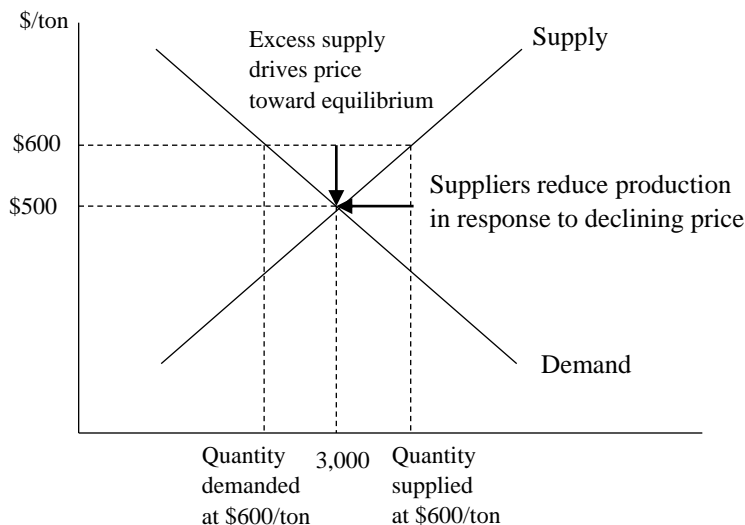 $/ton
Excess supply
drives price
toward equilibrium
Supply
$600
$500
Suppliers reduce production
in response to declining price
Demand
Quantity
demanded
at $600/ton
3,000
Quantity
supplied
at $600/ton